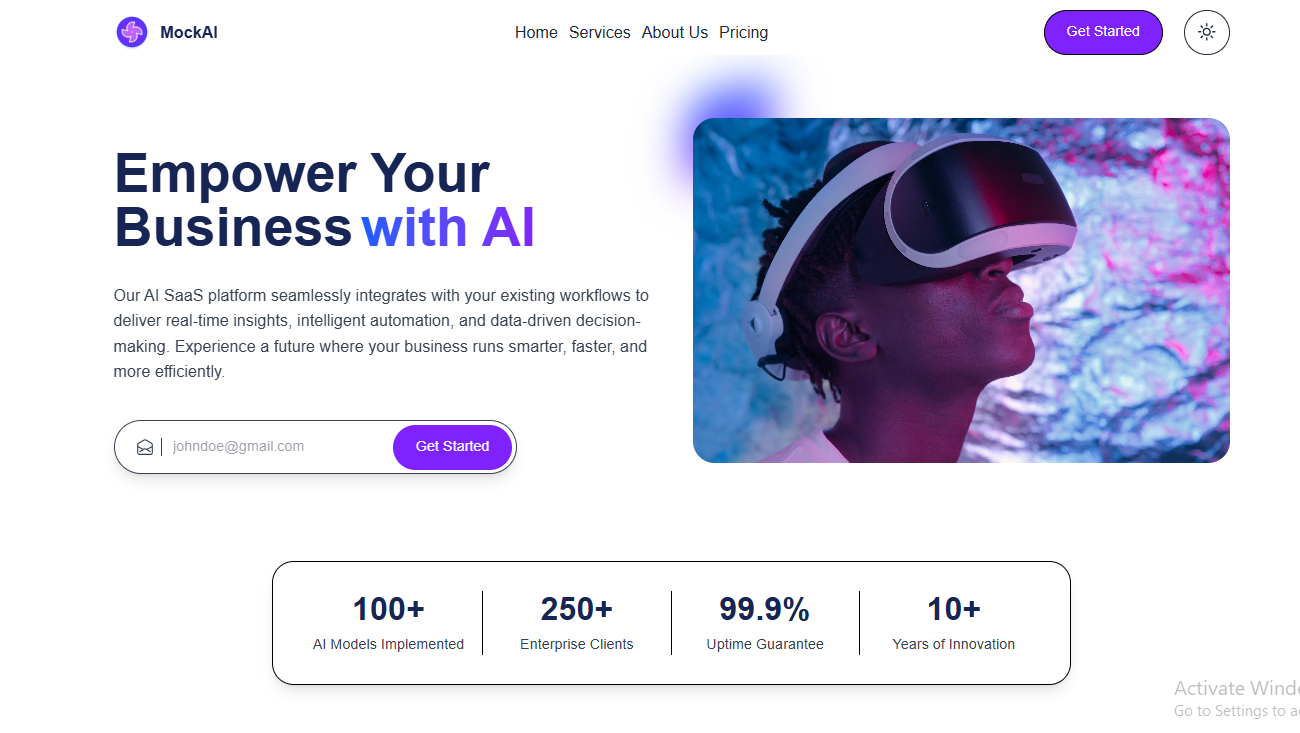 MockAI
Home Services About Us Pricing
Get Started
Empower Your
Business with AI
Our AI SaaS platform seamlessly integrates with your existing workflows to
deliver real-time insights, intelligent automation, and data-driven decision-
making. Experience a future where your business runs smarter, faster, and
more efficiently.
johndoe@gmail.com
Get Started
100+
AI Models Implemented
250+
Enterprise Clients
99.9%
Uptime Guarantee
10+
Years of Innovation
Activate
Go to Settings to